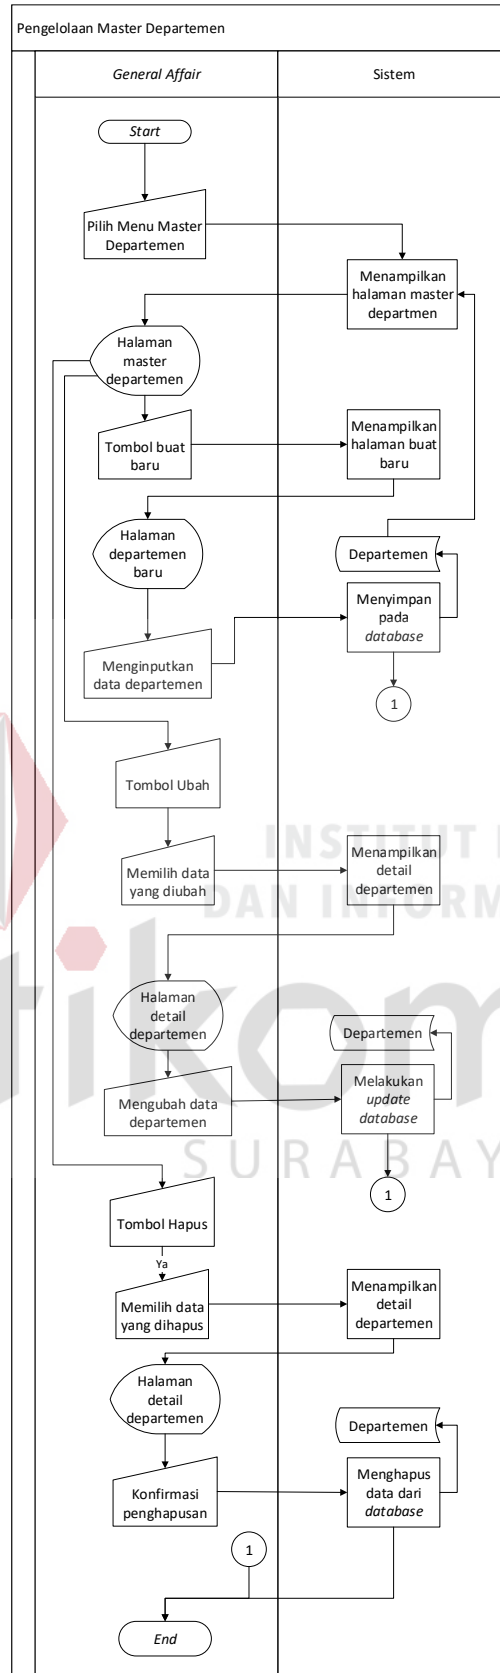 Pengelolaan Master Departemen
General Affair
Sistem
Start
Pilih Menu Master
Departemen
Menampilkan
halaman master
departmen
Halaman
master
departemen
Tombol buat
baru
Menampilkan
halaman buat
baru
Halaman
departemen
baru
Departemen
Menyimpan
pada
database
Menginputkan
data departemen
1
Tombol Ubah
INSTITUT
Memilih data
yang diubah
Menampilkan
detail
departemen
DAN INFORM
Halaman
detail
departemen
tikom
Departemen
Melakukan
update
database
Mengubah data
departemen
SURABAY
1
Tombol Hapus
Ya
Memilih data
yang dihapus
Menampilkan
detail
departemen
Halaman
detail
departemen
Departemen
Konfirmasi
penghapusan
Menghapus
data dari
database
1
End